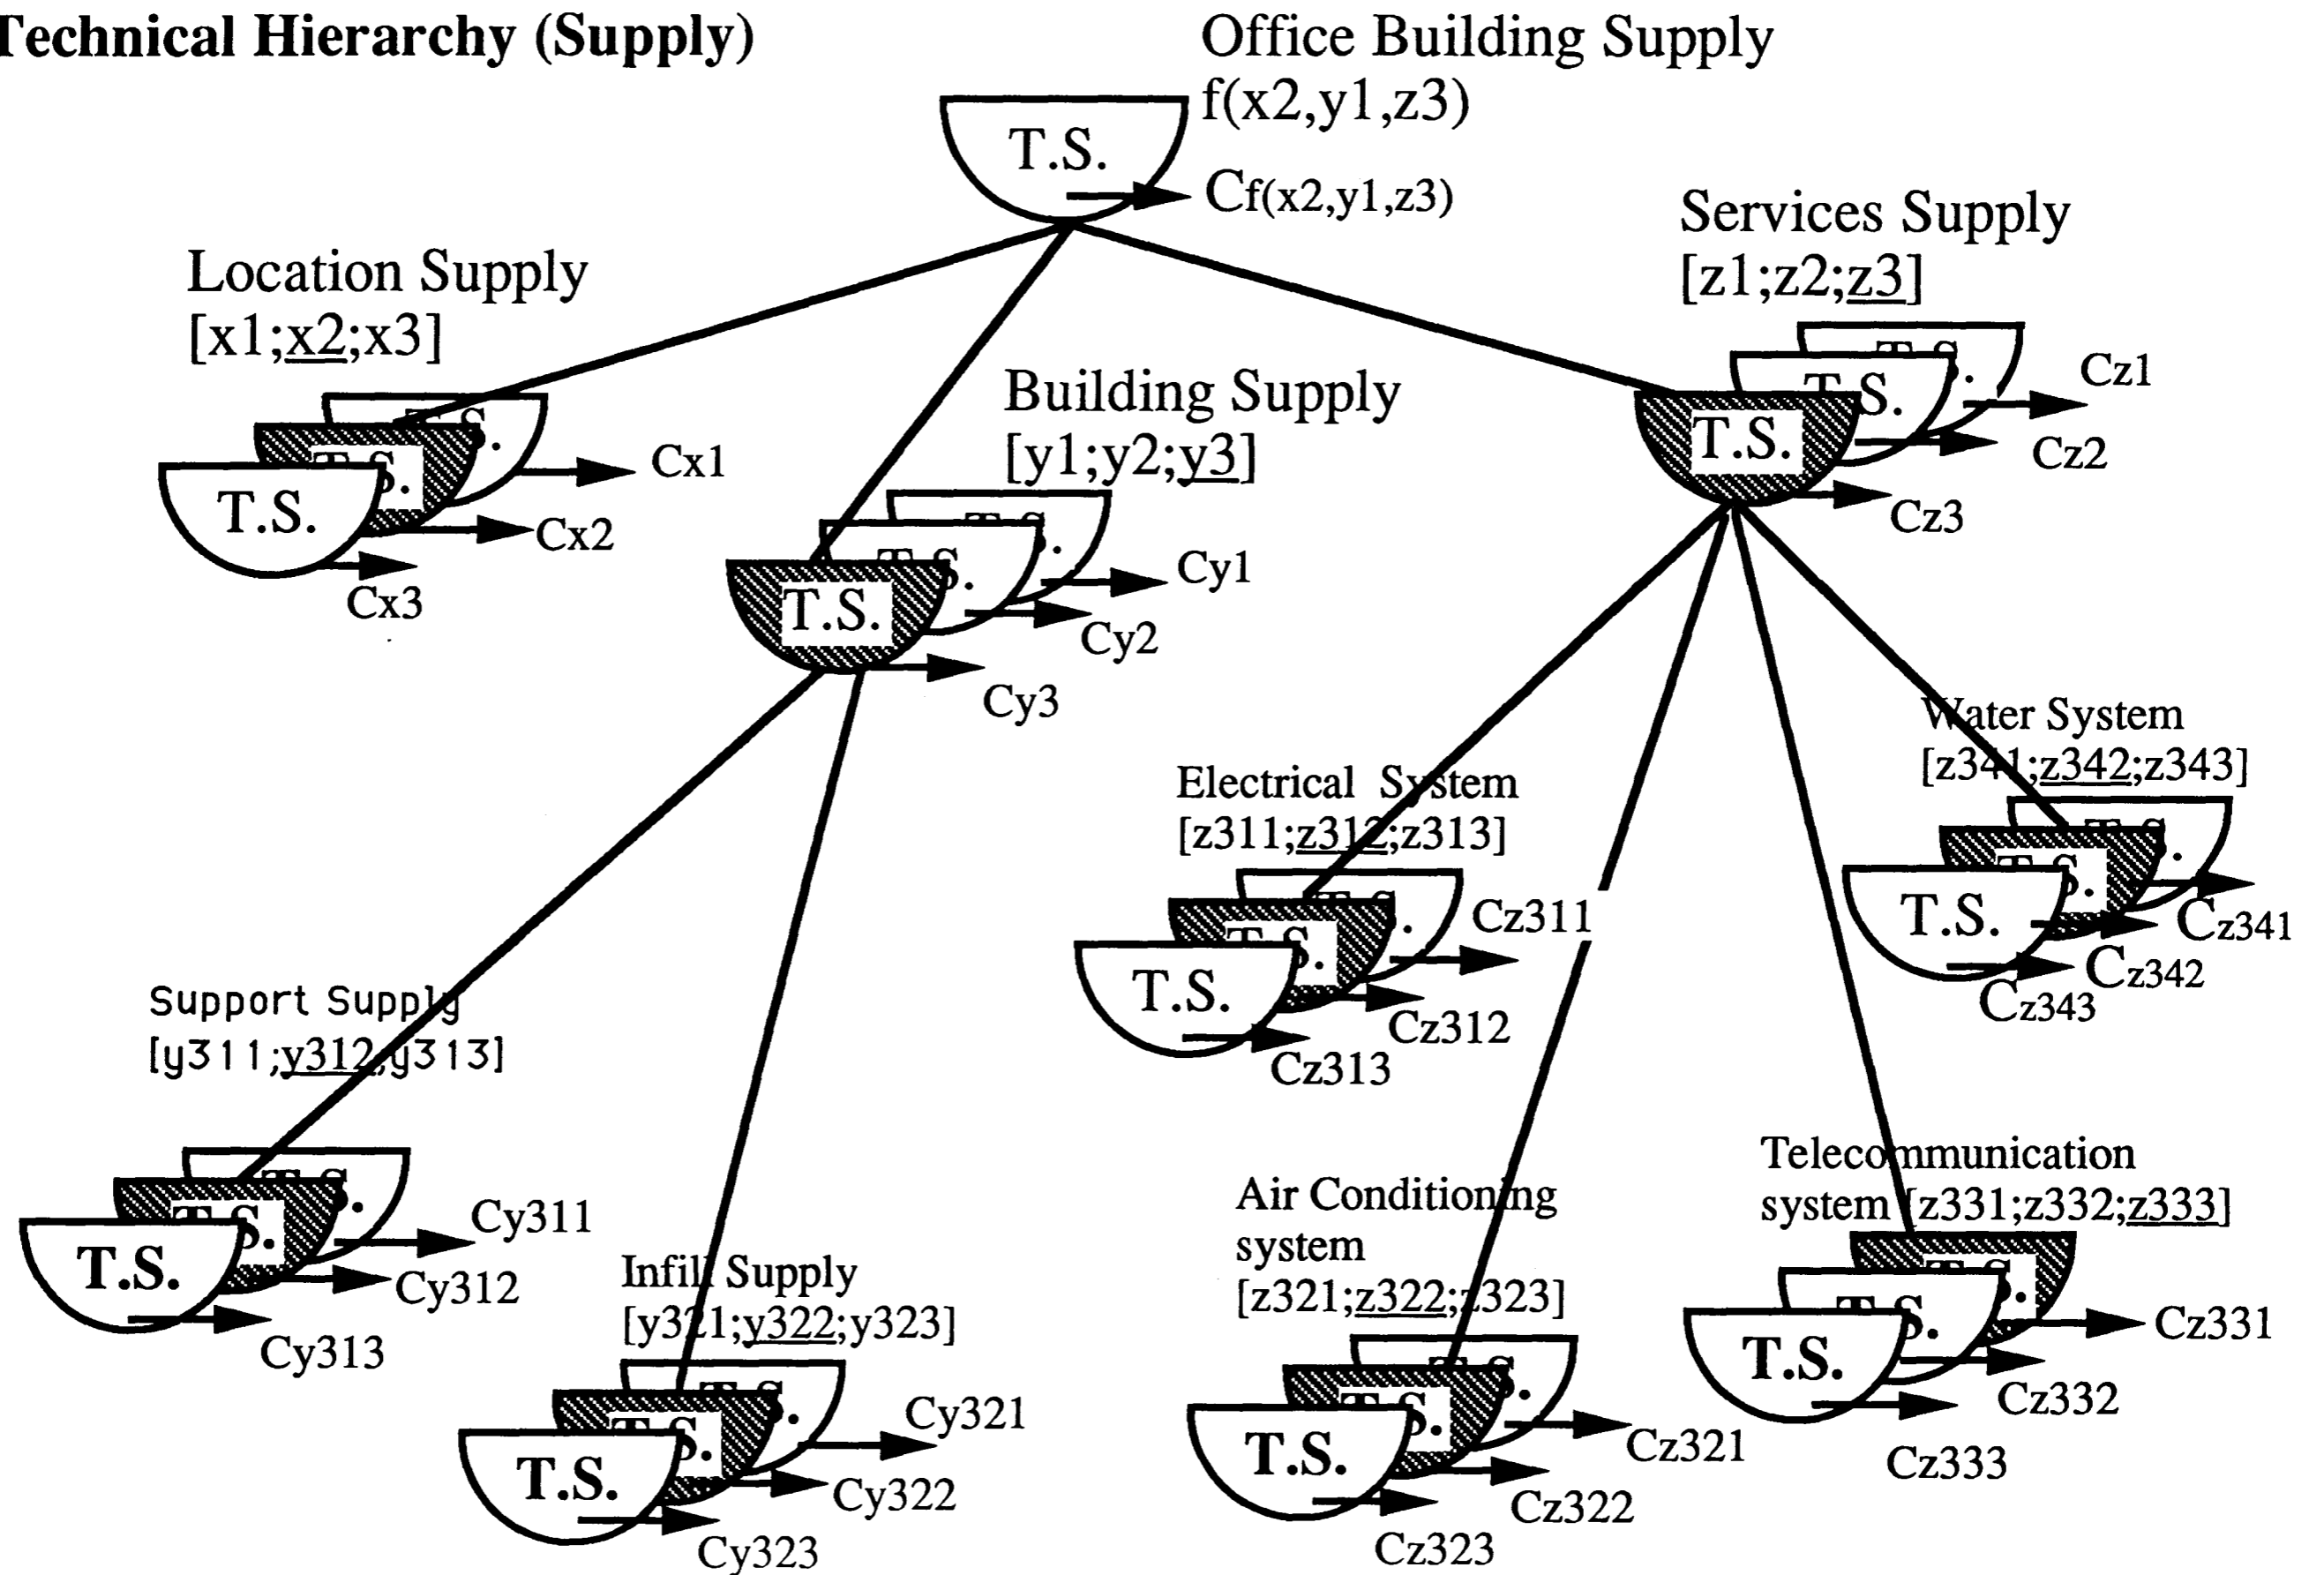 Technical Hierarchy (Supply)
Office Building Supply
f(x2,y1,z3)
T.S.
Cf(x2,y1,z3)
Location Supply
[x1;x2;x3]
T.S.
T.S.
T.S.
Cx1
Cx2
Cx3
Building Supply
[y1;y2;y3]
T.S.
T.S.
T.S.
Cy1
Cy2
Cy3
Services Supply
[z1;z2;z3]
T.S.
T.S.
T.S.
Cz1
Cz2
Cz3
Support Supply
[y311;y312;y313]
T.S.
T.S.
T.S.
Cy311
Cy312
Cy313
Infill Supply
[y321;y322;y323]
T.S.
T.S.
T.S.
Cy321
Cy322
Cy323
Electrical System
[z311;z312;z313]
T.S.
T.S.
T.S.
Cz311
Cz312
Cz313
Air Conditioning
system
[z321;z322;z323]
T.S.
T.S.
T.S.
Cz321
Cz322
Cz323
Telecommunication
system [z331;z332;z333]
T.S.
T.S.
T.S.
Cz331
Cz332
Cz333
Water System
[z341;z342;z343]
T.S.
T.S.
T.S.
Cz341
Cz342
Cz343